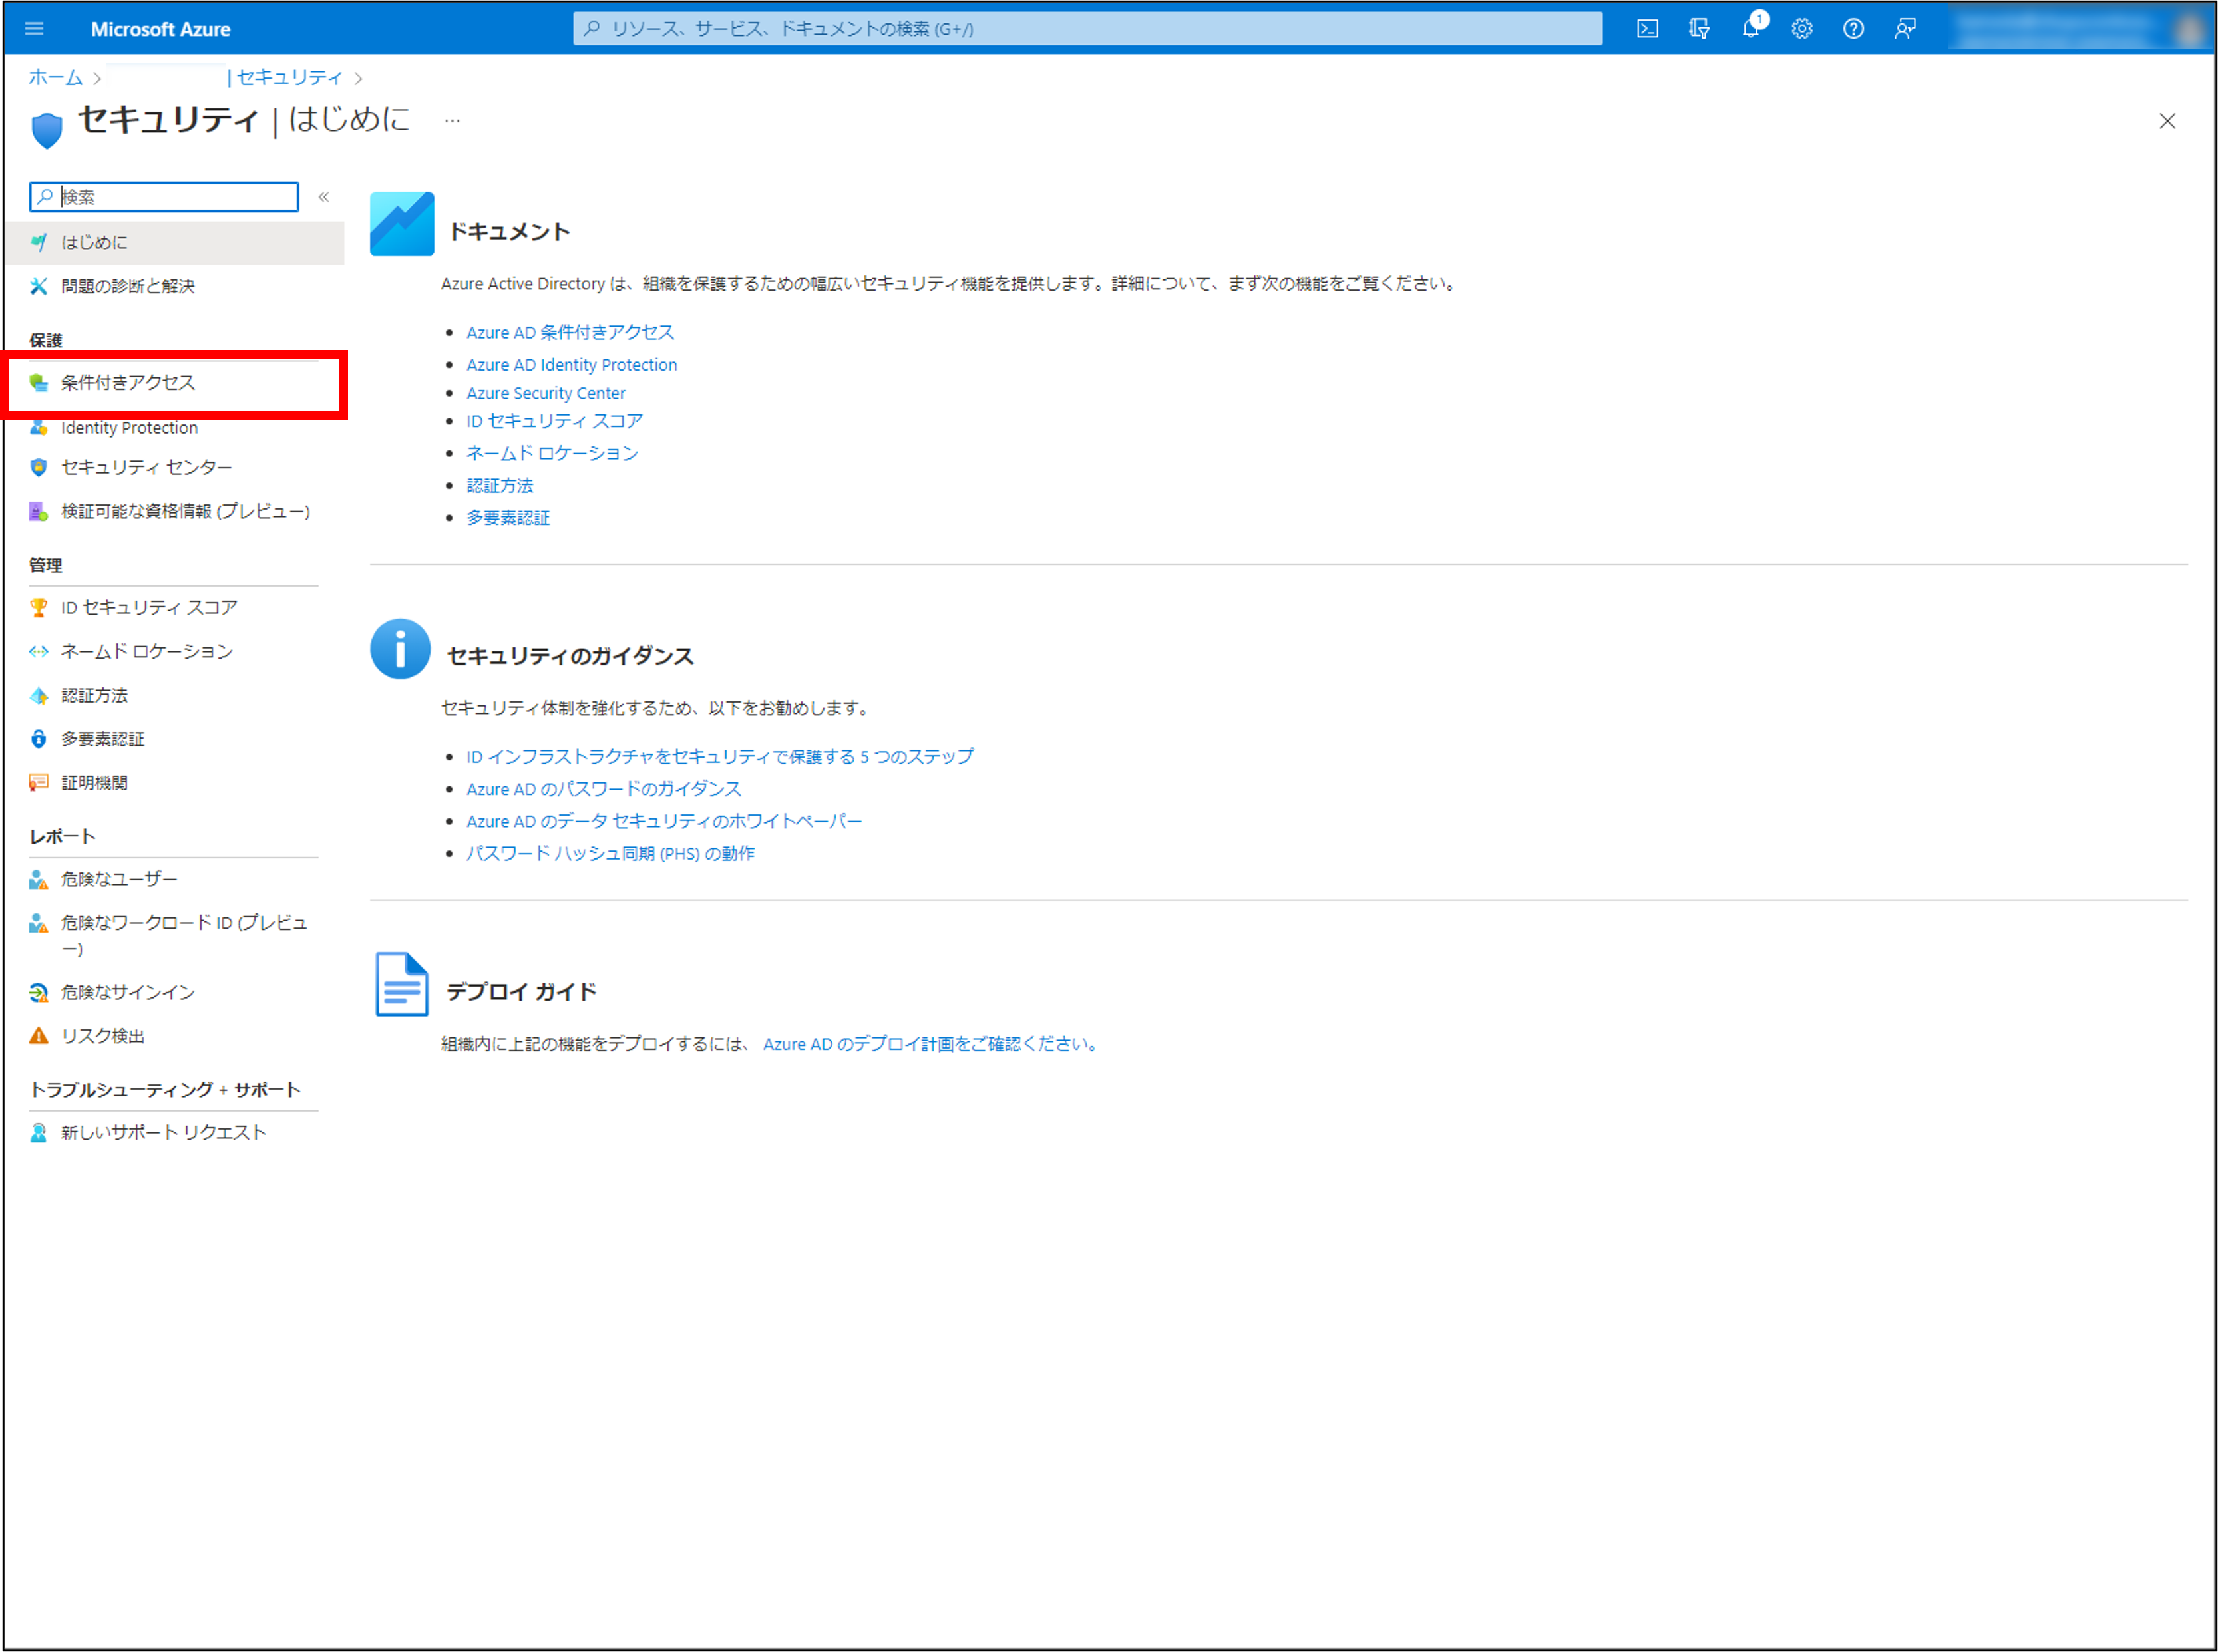 Microsoft Azure
リソース、サービス、ドキュメントの検索 (G+/)
1
ホーム >
| セキュリティ >
セキュリティ | はじめに ...
検索 «
はじめに
問題の診断と解決
保護
条件付きアクセス
Identity Protection
セキュリティ センター
検証可能な資格情報 (プレビュー)
管理
ID セキュリティ スコア
ネームド ロケーション
認証方法
多要素認証
証明機関
レポート
危険なユーザー
危険なワークロード ID (プレビュ
ー)
危険なサインイン
リスク検出
トラブルシューティング + サポート
新しいサポート リクエスト
ドキュメント
Azure Active Directory は、組織を保護するための幅広いセキュリティ機能を提供します。詳細について、まず次の機能をご覧ください。
• Azure AD 条件付きアクセス
• Azure AD Identity Protection
• Azure Security Center
• ID セキュリティ スコア
• ネームド ロケーション
• 認証方法
• 多要素認証
セキュリティのガイダンス
セキュリティ体制を強化するため、以下をお勧めします。
• ID インフラストラクチャをセキュリティで保護する 5 つのステップ
• Azure AD のパスワードのガイダンス
• Azure AD のデータ セキュリティのホワイトペーパー
• パスワード ハッシュ同期 (PHS) の動作
デプロイ ガイド
組織内に上記の機能をデプロイするには、 Azure AD のデプロイ計画をご確認ください。